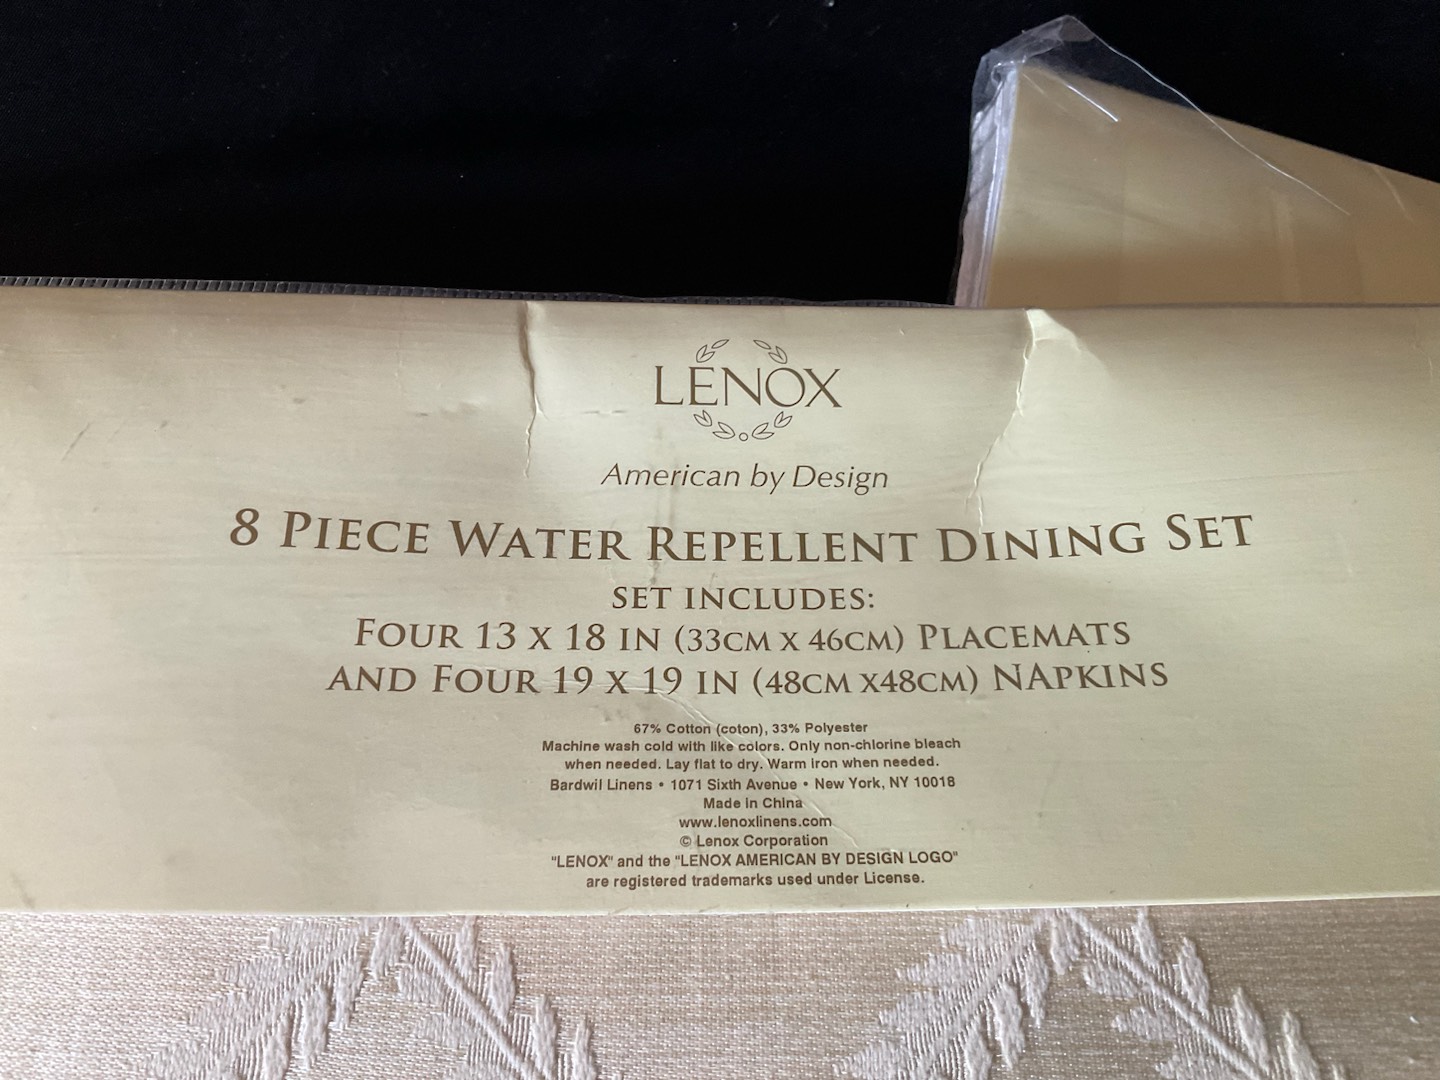 LENOX
American by Design
8 PIECE WATER REPELLENT DINING SET
SET INCLUDES:
FOUR 13 X 18 IN (33CM X 46CM) PLACEMATS
AND FOUR 19 X 19 IN (48CM X48CM) NAPKINS
67% Cotton (coton), 33% Polyester
Machine wash cold with like colors. Only non-chlorine bleach
when needed. Lay flat to dry. Warm iron when needed.
Bardwil Linens • 1071 Sixth Avenue • New York, NY 10018
Made in China
www.lenoxlinens.com
© Lenox Corporation
"LENOX" and the "LENOX AMERICAN BY DESIGN LOGO"
are registered trademarks used under License.